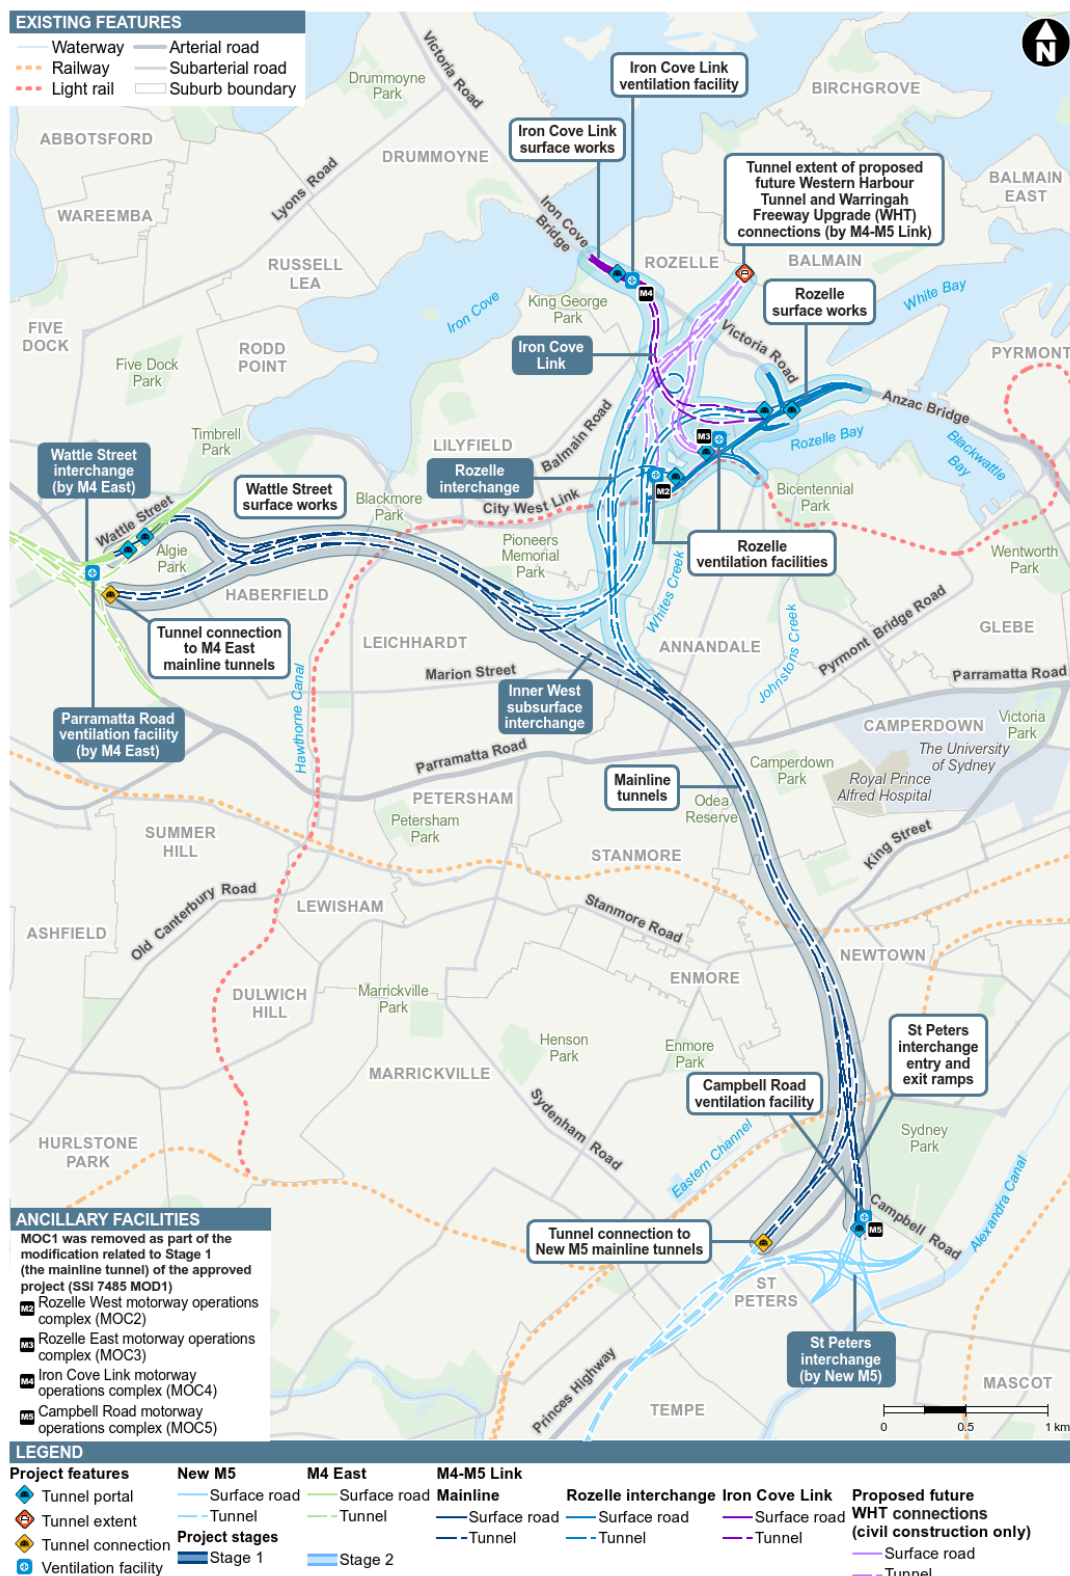 EXISTING FEATURES
Waterway
Arterial road
Railway
Subarterial road
Light rail
Suburb boundary
N
Victoria Road
Drummoyne
Park
Iron Cove Link
ventilation facility
BIRCHGROVE
ABBOTSFORD
Iron Cove Link
surface works
DRUMMOYNE
Lyons Road
Tunnel extent of proposed
future Western Harbour
Tunnel and Warringah
Freeway Upgrade (WHT)
connections (by M4-M5 Link)
BALMAIN
EAST
WAREEMBA
Iron Cove
Bridge
ROZELLE
BALMAIN
RUSSELL
LEA
M4
King George
Park
Rozelle
surface works
White Bay
Iron Cove
FIVE
DOCK
RODD
POINT
Iron Cove
Link
Victoria Road
PYRMONT
Five Dock
Park
Anzac Bridge
Timbrell
Park
Balmain Road
LILYFIELD
M3
Rozelle Bay
Blackwattle
Bay
Wattle Street
interchange
(by M4 East)
Rozelle
interchange
M2
Wattle Street
surface works
Blackmore
Park
City West Link
Bicentennial
Park
Wattle Street
Algie
Park
Pioneers
Memorial
Park
Rozelle
ventilation facilities
Wentworth
Park
HABERFIELD
Whites Creek
Johnstons Creek
Pyrmont Bridge Road
GLEBE
Tunnel connection
to M4 East
mainline tunnels
LEICHHARDT
ANNANDALE
Marion Street
Parramatta Road
Hawthorne Canal
Inner West
subsurface
interchange
Parramatta Road
ventilation facility
(by M4 East)
CAMPERDOWN
Victoria
Park
The University
of Sydney
Parramatta Road
Camperdown
Park
Royal Prince
Alfred Hospital
Mainline
tunnels
Odea
Reserve
PETERSHAM
Petersham
Park
SUMMER
HILL
King Street
STANMORE
Old Canterbury Road
LEWISHAM
Stanmore Road
ASHFIELD
NEWTOWN
ENMORE
DULWICH
HILL
Marrickville
Park
St Peters
interchange
entry and
exit ramps
Henson
Park
Enmore
Park
MARRICKVILLE
Campbell Road
ventilation facility
Sydenham Road
Sydney
Park
HURLSTONE
PARK
Eastern Channel
Alexandra Canal
Campbell Road
M5
Tunnel connection to
New M5 mainline tunnels
ST
PETERS
St Peters
interchange
(by New M5)
Princes Highway
TEMPE
MASCOT
0 0.5 1 km
ANCILLARY FACILITIES
MOC1 was removed as part of the
modification related to Stage 1
(the mainline tunnel) of the approved
project (SSI 7485 MOD1)
M2 Rozelle West motorway operations
complex (MOC2)
M3 Rozelle East motorway operations
complex (MOC3)
M4 Iron Cove Link motorway
operations complex (MOC4)
M5 Campbell Road motorway
operations complex (MOC5)
LEGEND
Project features
Tunnel portal
Tunnel extent
Tunnel connection
Ventilation facility
New M5
Surface road
Tunnel
Project stages
Stage 1
Stage 2
M4 East
Surface road
Tunnel
M4-M5 Link
Mainline
Surface road
Tunnel
Rozelle interchange
Surface road
Tunnel
Iron Cove Link
Surface road
Tunnel
Proposed future
WHT connections
(civil construction only)
Surface road
Tunnel